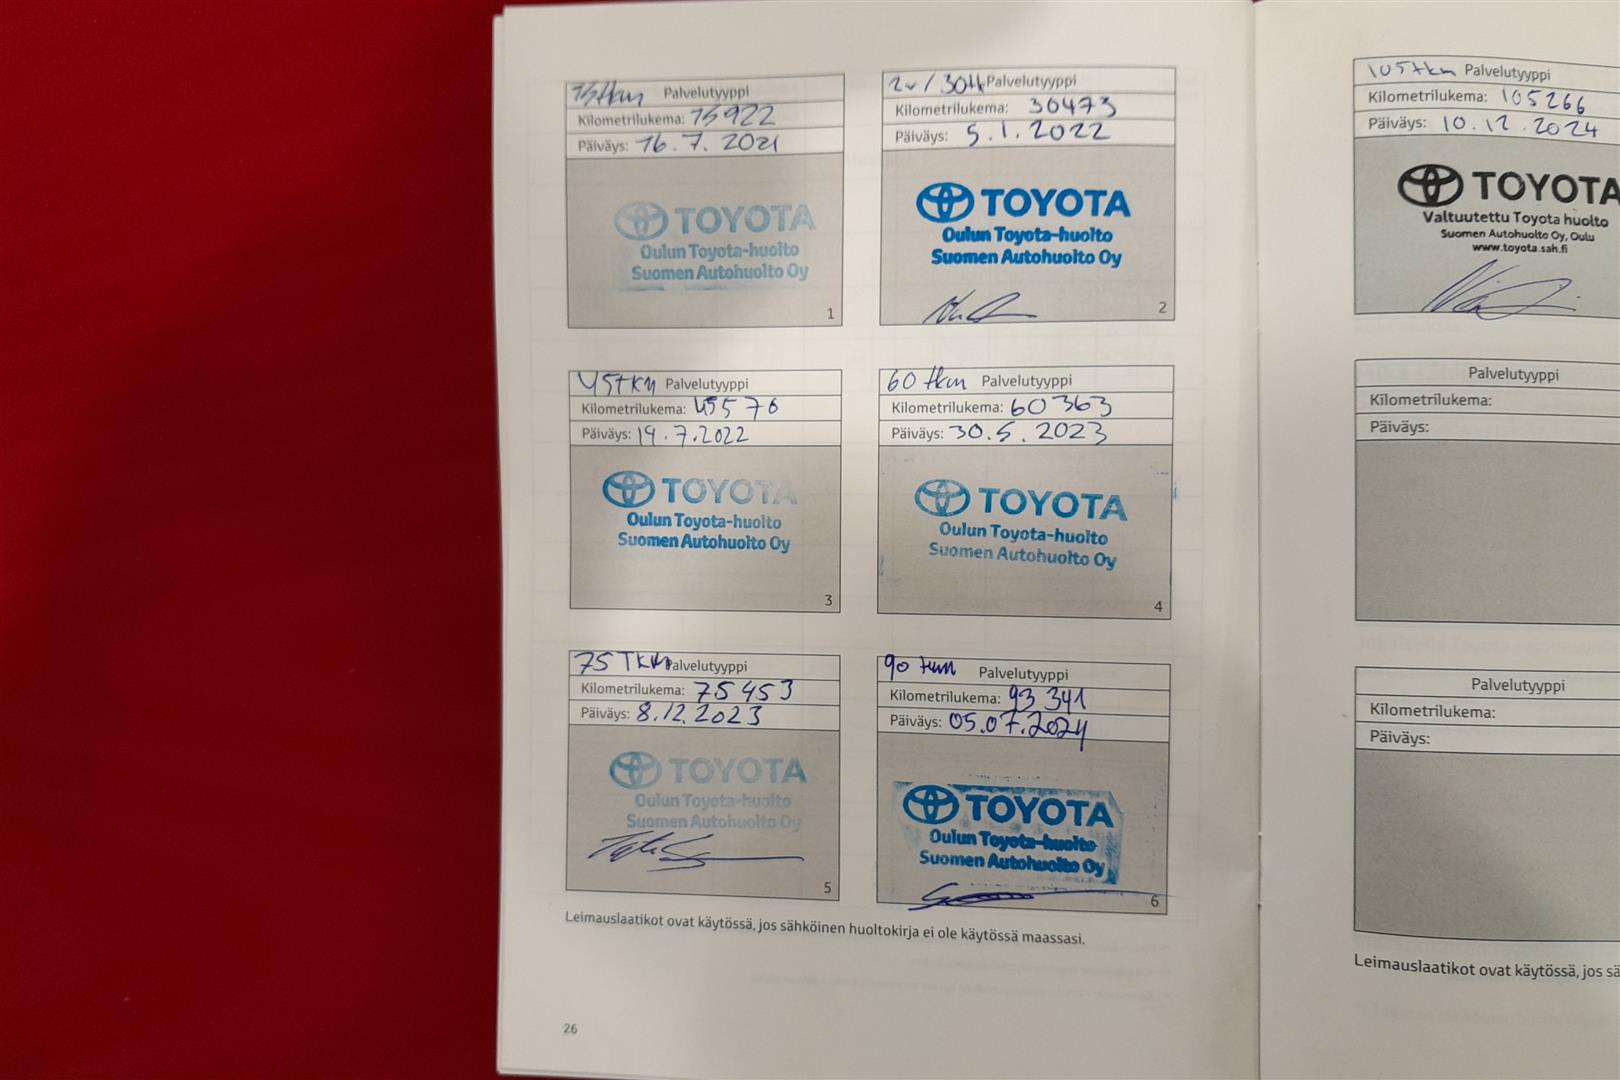 15tkm Palvelutyyppi
Kilometrilukema: 15922
Päiväys: 16.7.2021
TOYOTA
Oulun Toyota-huolto
Suomen Autohuolto Oy
1
2v/30tt Palvelutyyppi
Kilometrilukema: 30473
Päiväys: 5.1.2022
TOYOTA
Oulun Toyota-huolto
Suomen Autohuolto Oy
2
45tkm Palvelutyyppi
Kilometrilukema: 45576
Päiväys: 19.7.2022
TOYOTA
Oulun Toyota-huolto
Suomen Autohuolto Oy
3
60 tkm Palvelutyyppi
Kilometrilukema: 60363
Päiväys: 30.5.2023
TOYOTA
Oulun Toyota-huolto
Suomen Autohuolto Oy
4
75 TKM Palvelutyyppi
Kilometrilukema: 75453
Päiväys: 8.12.2023
TOYOTA
Oulun Toyota-huolto
Suomen Autohuolto Oy
5
90 tkm Palvelutyyppi
Kilometrilukema: 93 341
Päiväys: 05.07.2024
TOYOTA
Oulun Toyota-huolto
Suomen Autohuolto Oy
6
Leimauslaatikot ovat käytössä, jos sähköinen huoltokirja ei ole käytössä maassasi.
26
105tkm Palvelutyyppi
Kilometrilukema: 105266
Päiväys: 10.12.2024
TOYOTA
Valtuutettu Toyota huolto
Suomen Autohuolto Oy, Oulu
www.toyota.sah.fi
Palvelutyyppi
Kilometrilukema:
Päiväys:
Palvelutyyppi
Kilometrilukema:
Päiväys:
Leimauslaatikot ovat käytössä, jos sä